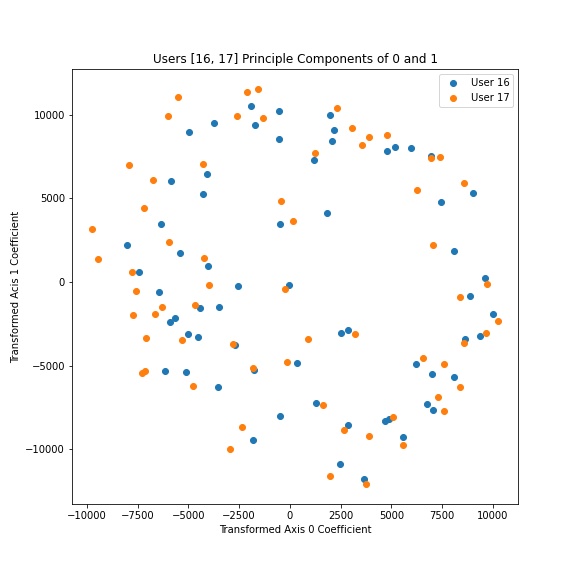 Users [16, 17] Principle Components of 0 and 1
User 16
User 17
Transformed Acis 1 Coefficient
10000
5000
0
−5000
−10000
−10000 −7500 −5000 −2500 0 2500 5000 7500 10000
Transformed Axis 0 Coefficient